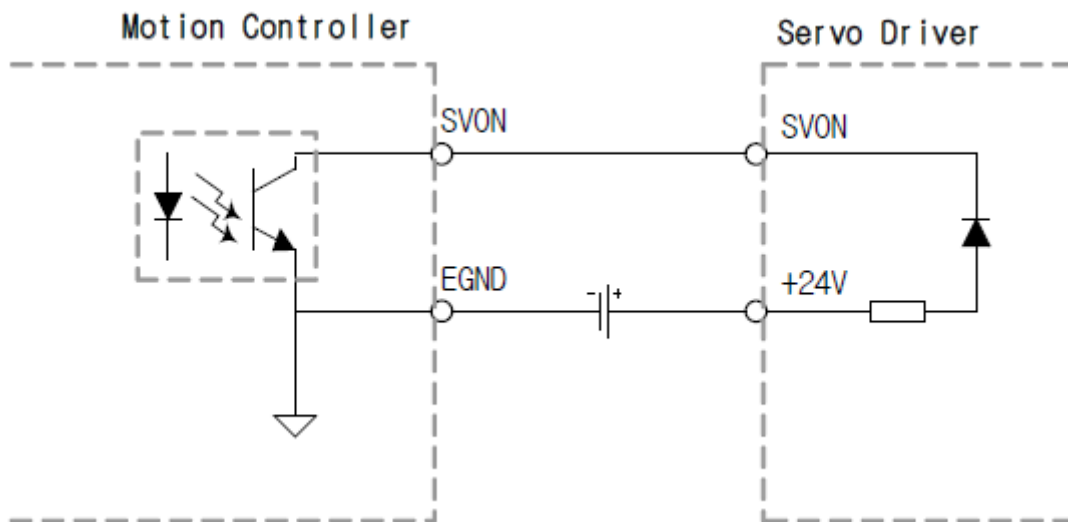 Motion Controller
Servo Driver
SVON
SVON
EGND
- +
+24V